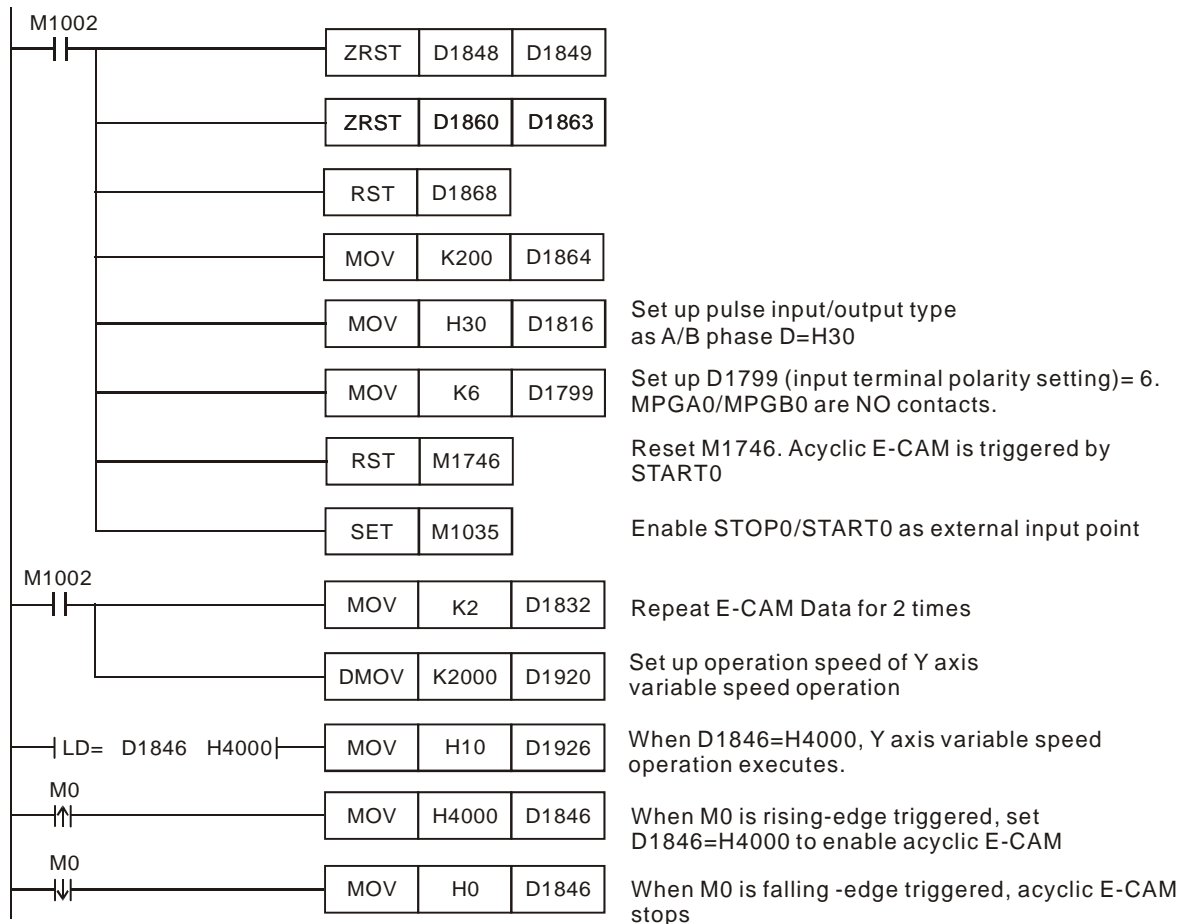 M1002
ZRST D1848 D1849
ZRST D1860 D1863
RST D1868
MOV K200 D1864
MOV H30 D1816
Set up pulse input/output type
as A/B phase D=H30
MOV K6 D1799
Set up D1799 (input terminal polarity setting)= 6.
MPGA0/MPGB0 are NO contacts.
RST M1746
Reset M1746. Acyclic E-CAM is triggered by
START0
SET M1035
Enable STOP0/START0 as external input point
M1002
MOV K2 D1832
Repeat E-CAM Data for 2 times
DMOV K2000 D1920
Set up operation speed of Y axis
variable speed operation
LD= D1846 H4000
MOV H10 D1926
When D1846=H4000, Y axis variable speed
operation executes.
M0
MOV H4000 D1846
When M0 is rising-edge triggered, set
D1846=H4000 to enable acyclic E-CAM
M0
MOV H0 D1846
When M0 is falling -edge triggered, acyclic E-CAM
stops